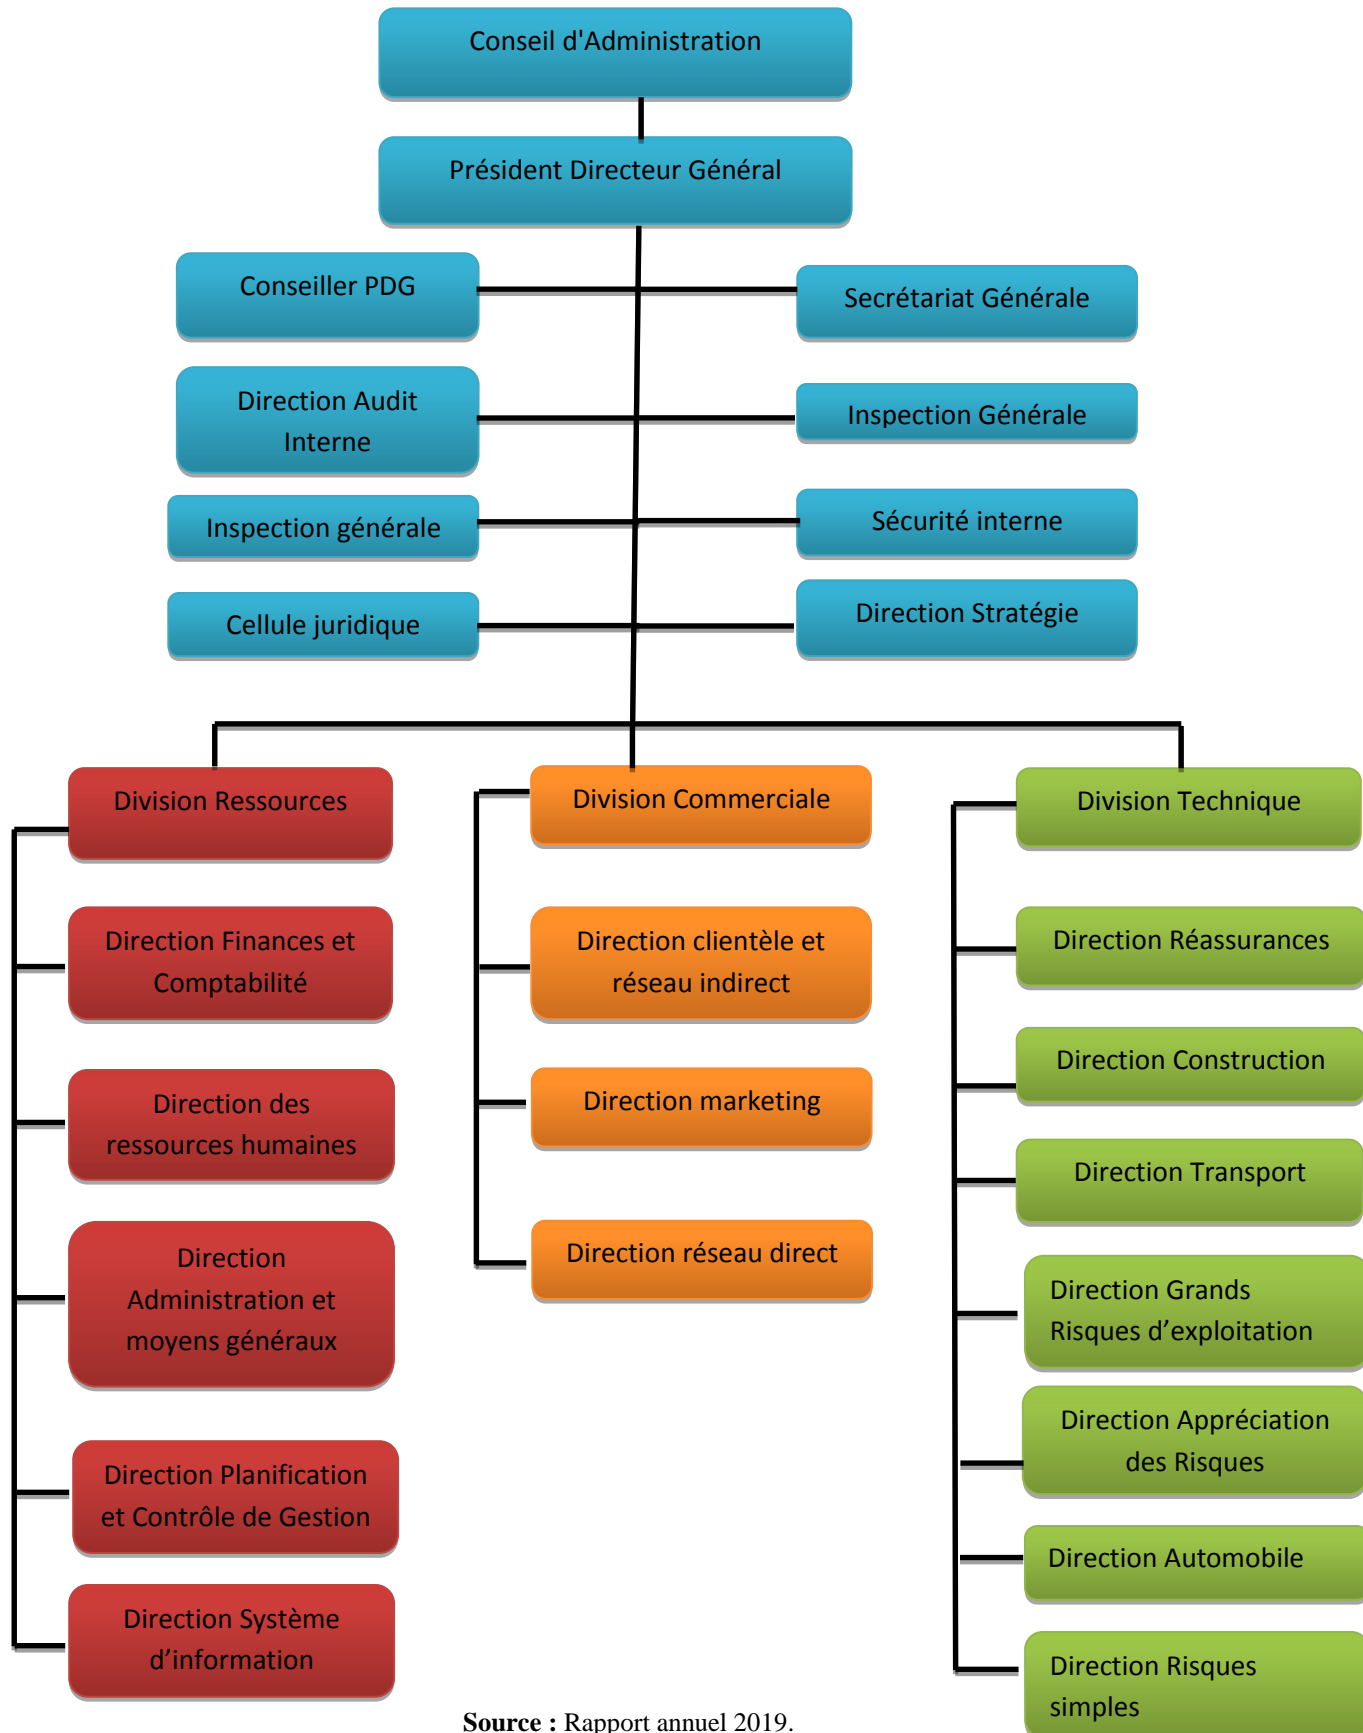 Conseil d'Administration
Président Directeur Général
Conseiller PDG
Secrétariat Générale
Direction Audit
Interne
Inspection Générale
Inspection générale
Sécurité interne
Cellule juridique
Direction Stratégie
Division Ressources
Direction Finances et
Comptabilité
Direction des
ressources humaines
Direction
Administration et
moyens généraux
Direction Planification
et Contrôle de Gestion
Direction Système
d’information
Division Commerciale
Direction clientèle et
réseau indirect
Direction marketing
Direction réseau direct
Division Technique
Direction Réassurances
Direction Construction
Direction Transport
Direction Grands
Risques d’exploitation
Direction Appréciation
des Risques
Direction Automobile
Direction Risques
simples
Source : Rapport annuel 2019.